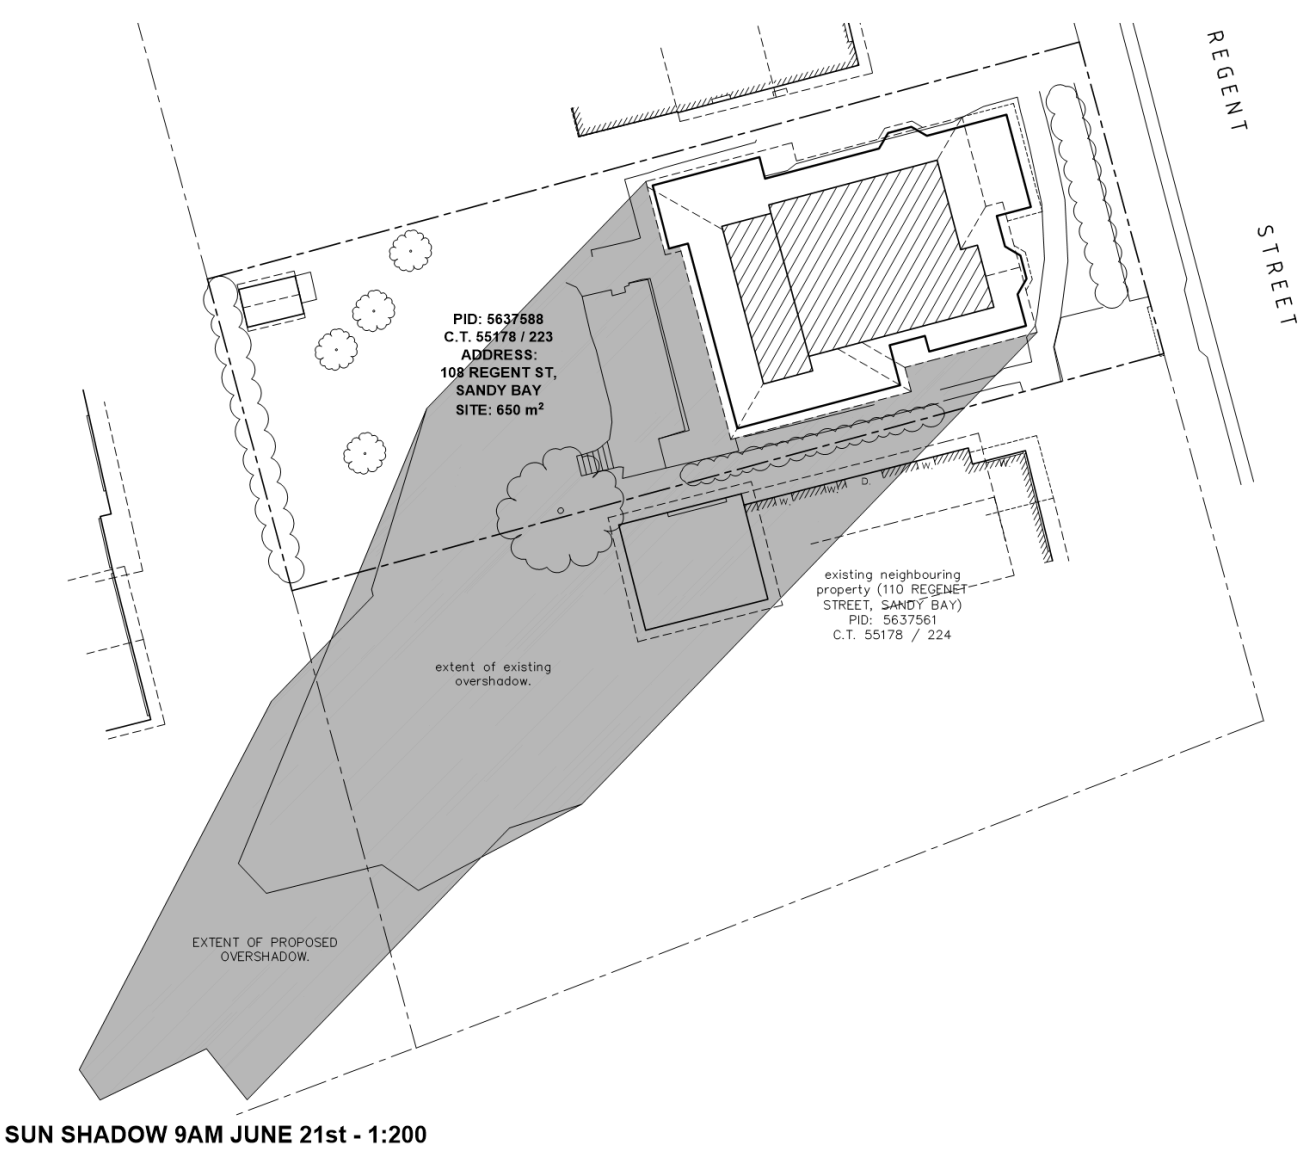 REGENT
STREET
PID: 5637588
C.T. 55178 / 223
ADDRESS:
108 REGENT ST,
SANDY BAY
SITE: 650 m²
W.
D.
W.
W.
W.
existing neighbouring
property (110 REGENET
STREET, SANDY BAY)
PID: 5637561
C.T. 55178 / 224
extent of existing
overshadow.
EXTENT OF PROPOSED
OVERSHADOW.
SUN SHADOW 9AM JUNE 21st - 1:200